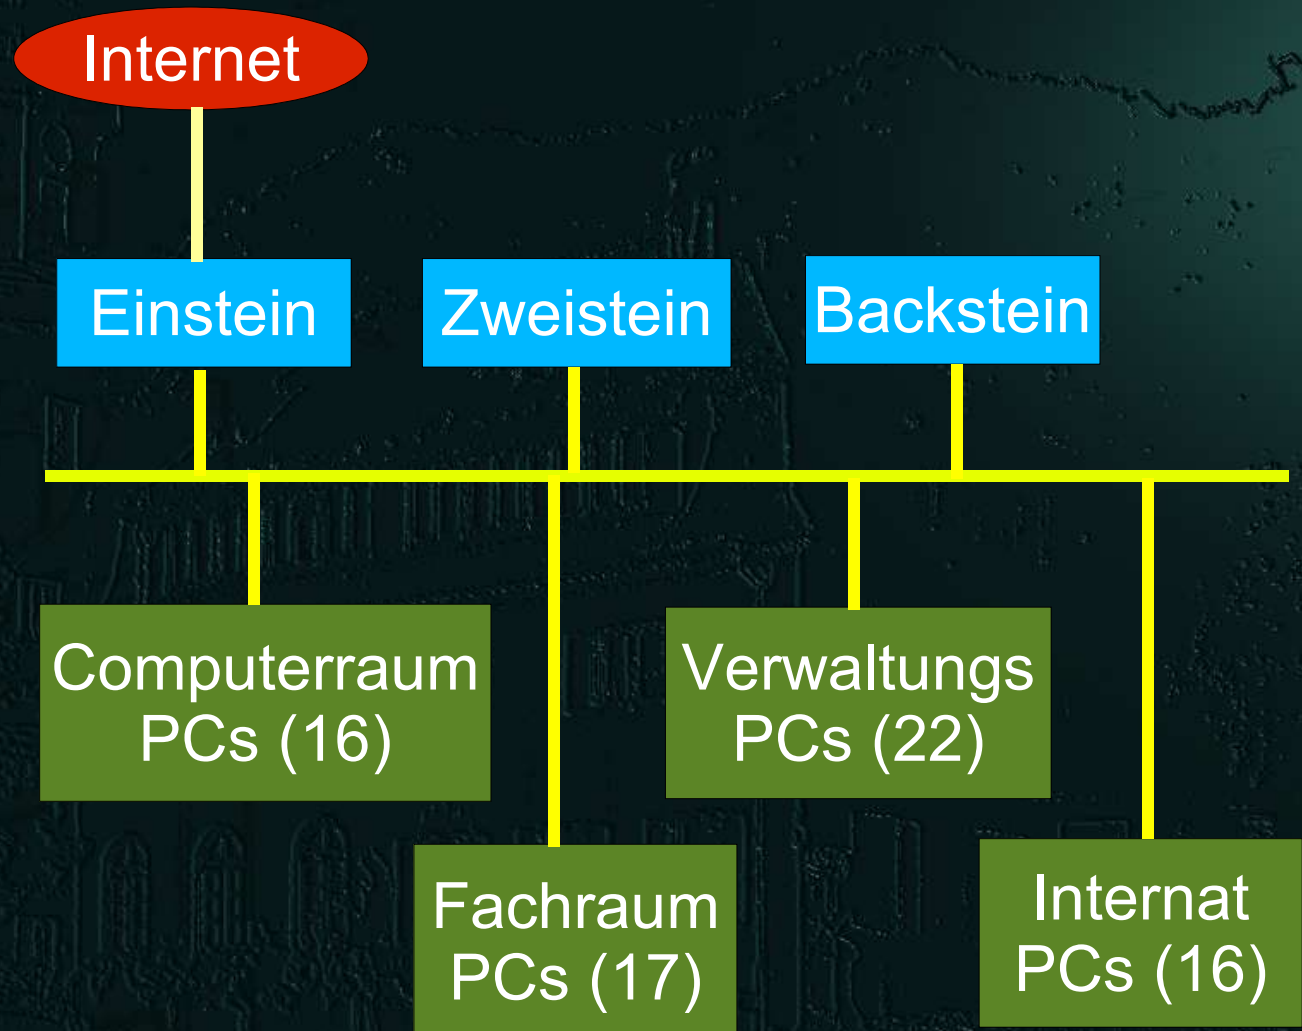 Internet
Einstein
Zweistein
Backstein
Computerraum
PCs (16)
Verwaltungs
PCs (22)
Fachraum
PCs (17)
Internat
PCs (16)